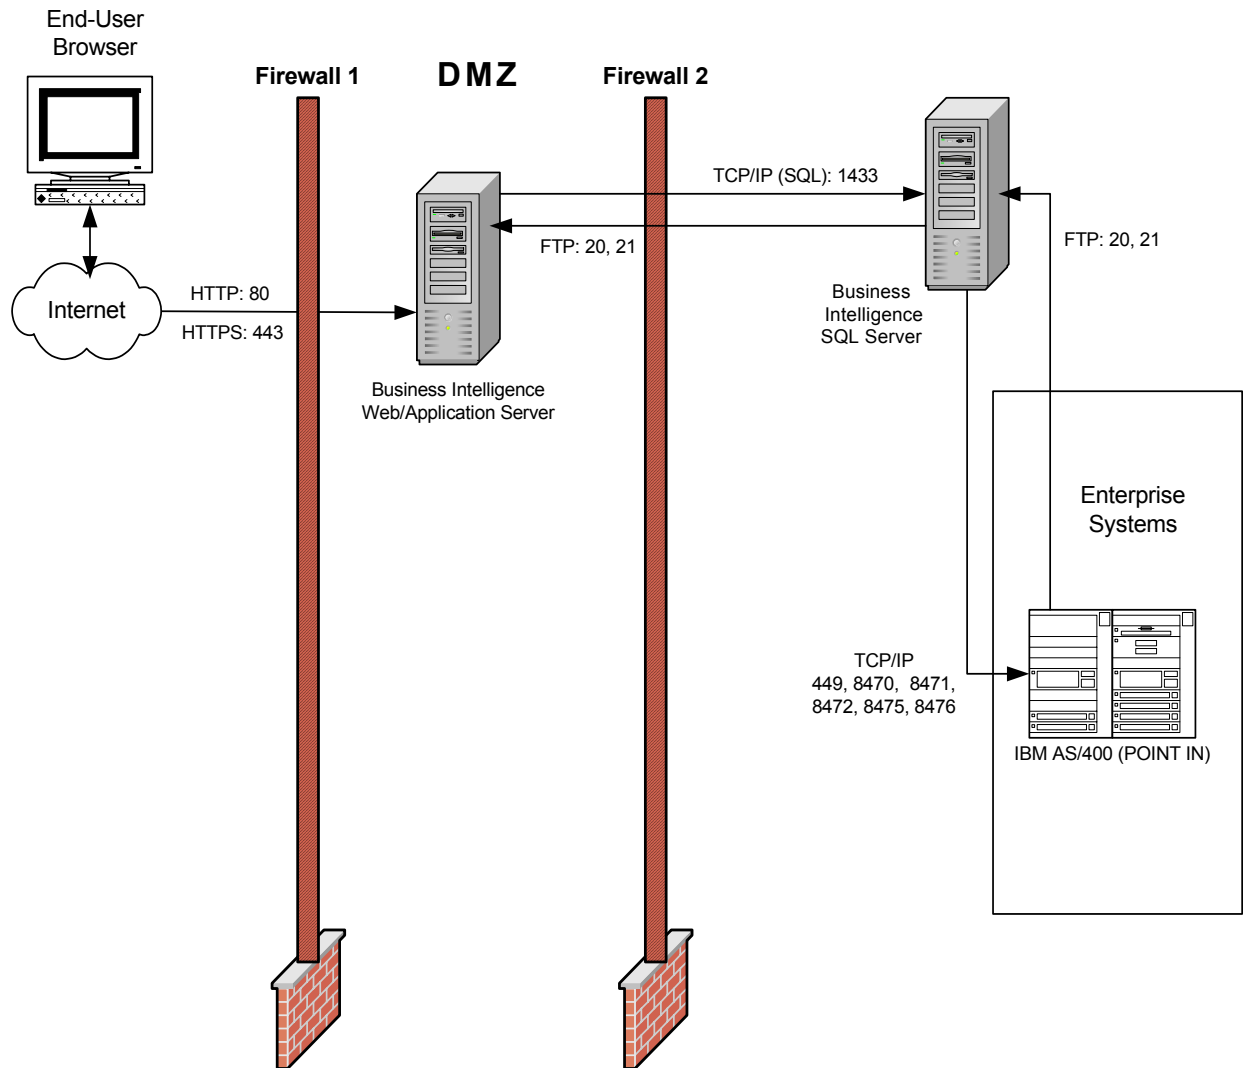 End-User
Browser
Firewall 1
DMZ
Firewall 2
TCP/IP (SQL): 1433
FTP: 20, 21
FTP: 20, 21
Internet
HTTP: 80
HTTPS: 443
Business
Intelligence
SQL Server
Business Intelligence
Web/Application Server
Enterprise
Systems
TCP/IP
449, 8470, 8471,
8472, 8475, 8476
IBM AS/400 (POINT IN)